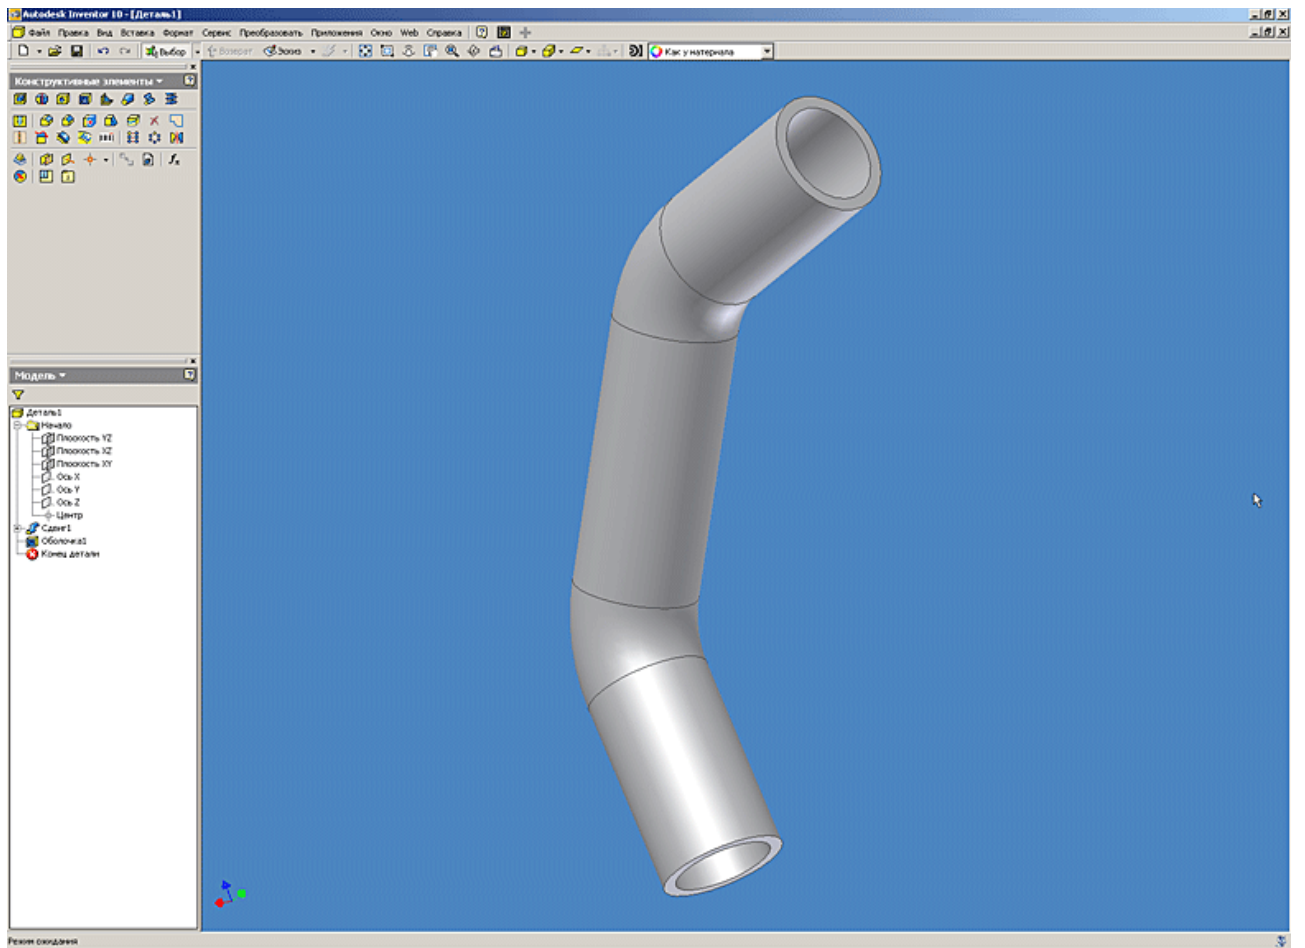 Autodesk Inventor 10 - [Деталь1]
Файл Правка Вид Вставка Формат Сервис Преобразовать Приложения Окно Web Справка
Выбор Возврат Эскиз Как у материала
Конструктивные элементы
Модель
Деталь1
Начало
Плоскость YZ
Плоскость XZ
Плоскость XY
Ось X
Ось Y
Ось Z
Центр
Сдвиг1
Оболочка1
Конец детали
Режим ожидания